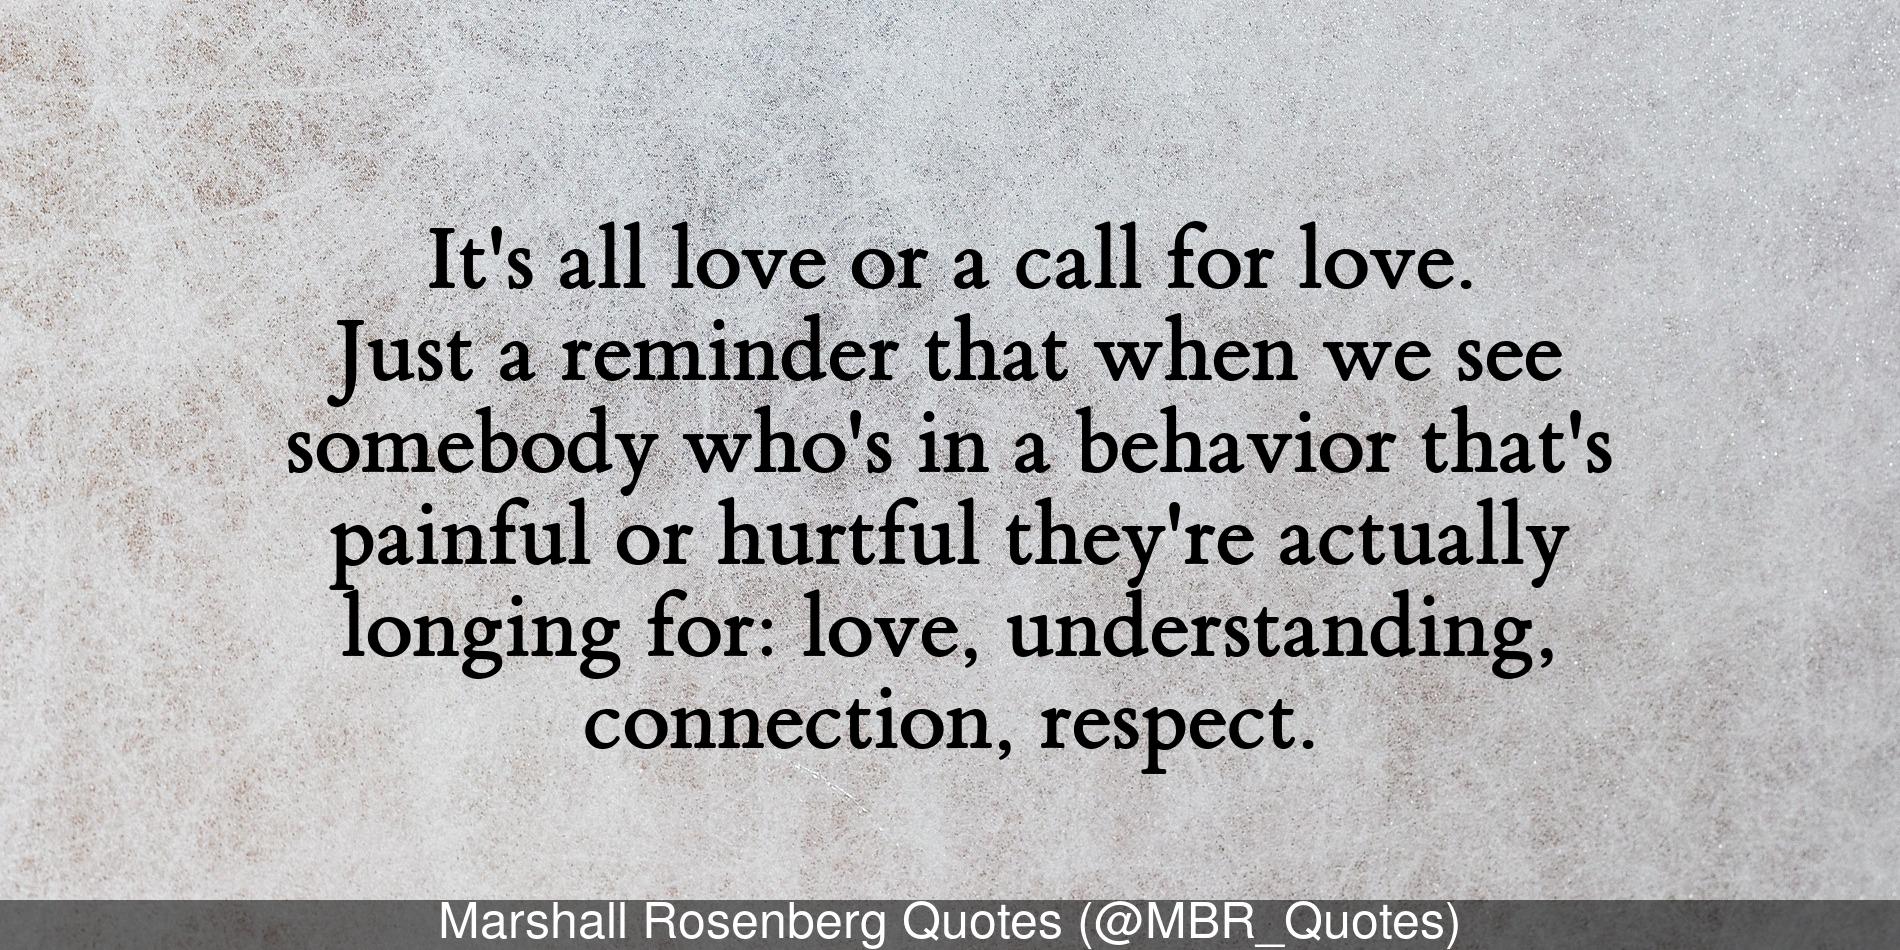 It's all love or a call for love.
Just a reminder that when we see
somebody who's in a behavior that's
painful or hurtful they're actually
longing for: love, understanding,
connection, respect.
Marshall Rosenberg Quotes (@MBR_Quotes)